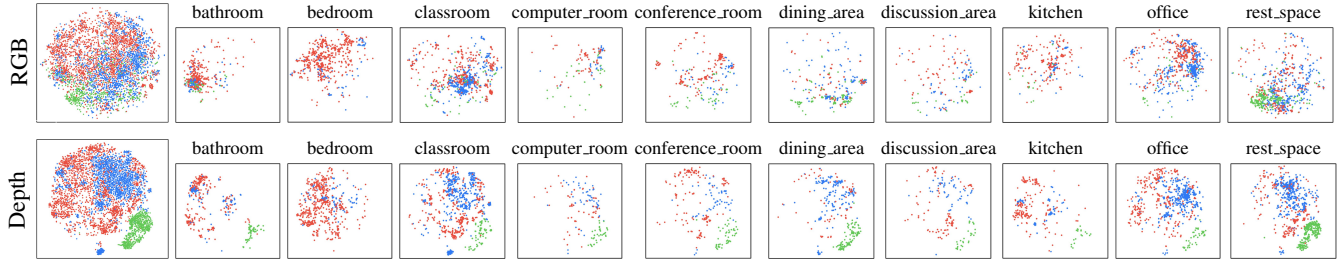 RGB
bathroom bedroom classroom computer_room conference_room dining_area discussion_area kitchen office rest_space
Depth
bathroom bedroom classroom computer_room conference_room dining_area discussion_area kitchen office rest_space